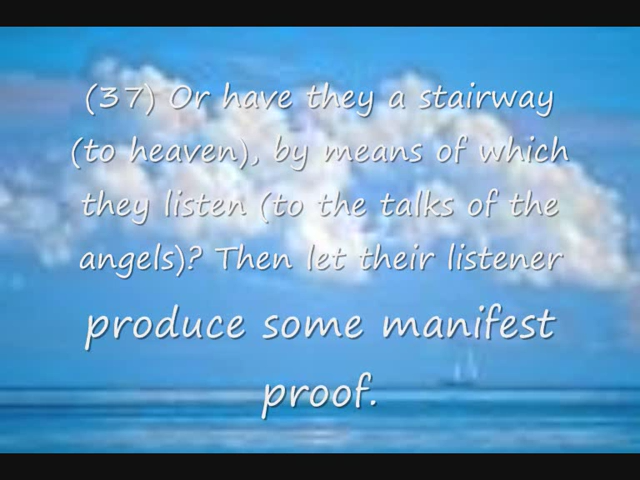 (37) Or have they a stairway
(to heaven), by means of which
they listen (to the talks of the
angels)? Then let their listener
produce some manifest
proof.